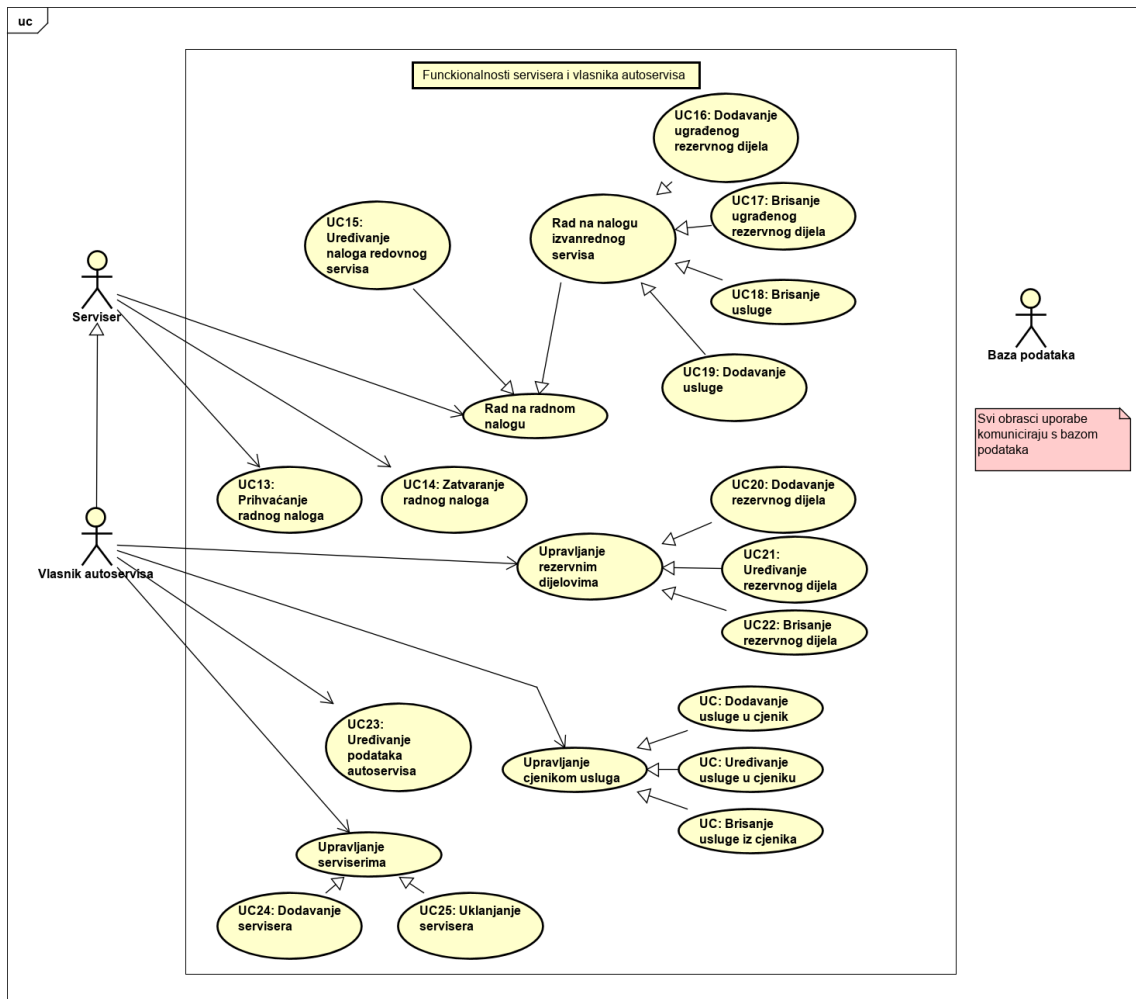 uc
Funckionalnosti servisera i vlasnika autoservisa
UC16: Dodavanje
ugrađenog
rezervnog dijela
UC17: Brisanje
ugrađenog
rezervnog dijela
UC15:
Uređivanje
naloga redovnog
servisa
Rad na nalogu
izvanrednog
servisa
UC18: Brisanje
usluge
Serviser
Baza podataka
UC19: Dodavanje
usluge
Rad na radnom
nalogu
Svi obrasci uporabe
komuniciraju s bazom
podataka
UC13:
Prihvaćanje
radnog naloga
UC14: Zatvaranje
radnog naloga
UC20: Dodavanje
rezervnog dijela
Vlasnik autoservisa
Upravljanje
rezervnim
dijelovima
UC21:
Uređivanje
rezervnog dijela
UC22: Brisanje
rezervnog dijela
UC23:
Uređivanje
podataka
autoservisa
UC: Dodavanje
usluge u cjenik
Upravljanje
cjenikom usluga
UC: Uređivanje
usluge u cjeniku
UC: Brisanje
usluge iz cjenika
Upravljanje
serviserima
UC24: Dodavanje
servisera
UC25: Uklanjanje
servisera